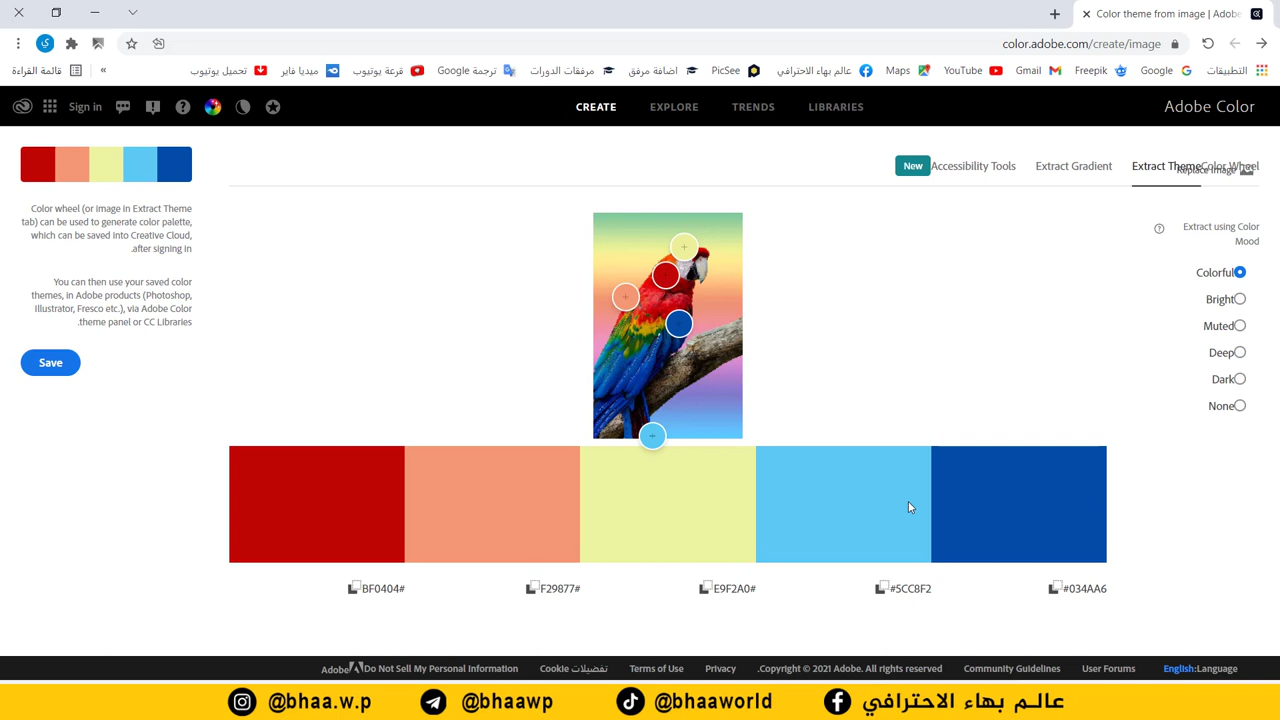 Color theme from image | Adobe
color.adobe.com/create/image
التطبيقات
Google
Freepik
Gmail
YouTube
Maps
عالم بهاء الاحترافي
PicSee
اضافة مرفق
مرفقات الدورات
ترجمة Google
قرعة يوتيوب
ميديا فاير
تحميل يوتيوب
»
قائمة القراءة
Sign in
CREATE
EXPLORE
TRENDS
LIBRARIES
Adobe Color
New
Accessibility Tools
Extract Gradient
Extract Theme
Color Wheel
Replace Image
Color wheel (or image in Extract Theme
tab) can be used to generate color palette,
which can be saved into Creative Cloud,
.after signing in
You can then use your saved color
themes, in Adobe products (Photoshop,
Illustrator, Fresco etc.), via Adobe Color
.theme panel or CC Libraries
Save
Extract using Color
Mood
Colorful
Bright
Muted
Deep
Dark
None
BF0404#
F29877#
E9F2A0#
#5CC8F2
#034AA6
Adobe
Do Not Sell My Personal Information
تفضيلات Cookie
Terms of Use
Privacy
.Copyright © 2021 Adobe. All rights reserved
Community Guidelines
User Forums
English:Language
@bhaa.w.p
@bhaawp
@bhaaworld
عالم بهاء الاحترافي